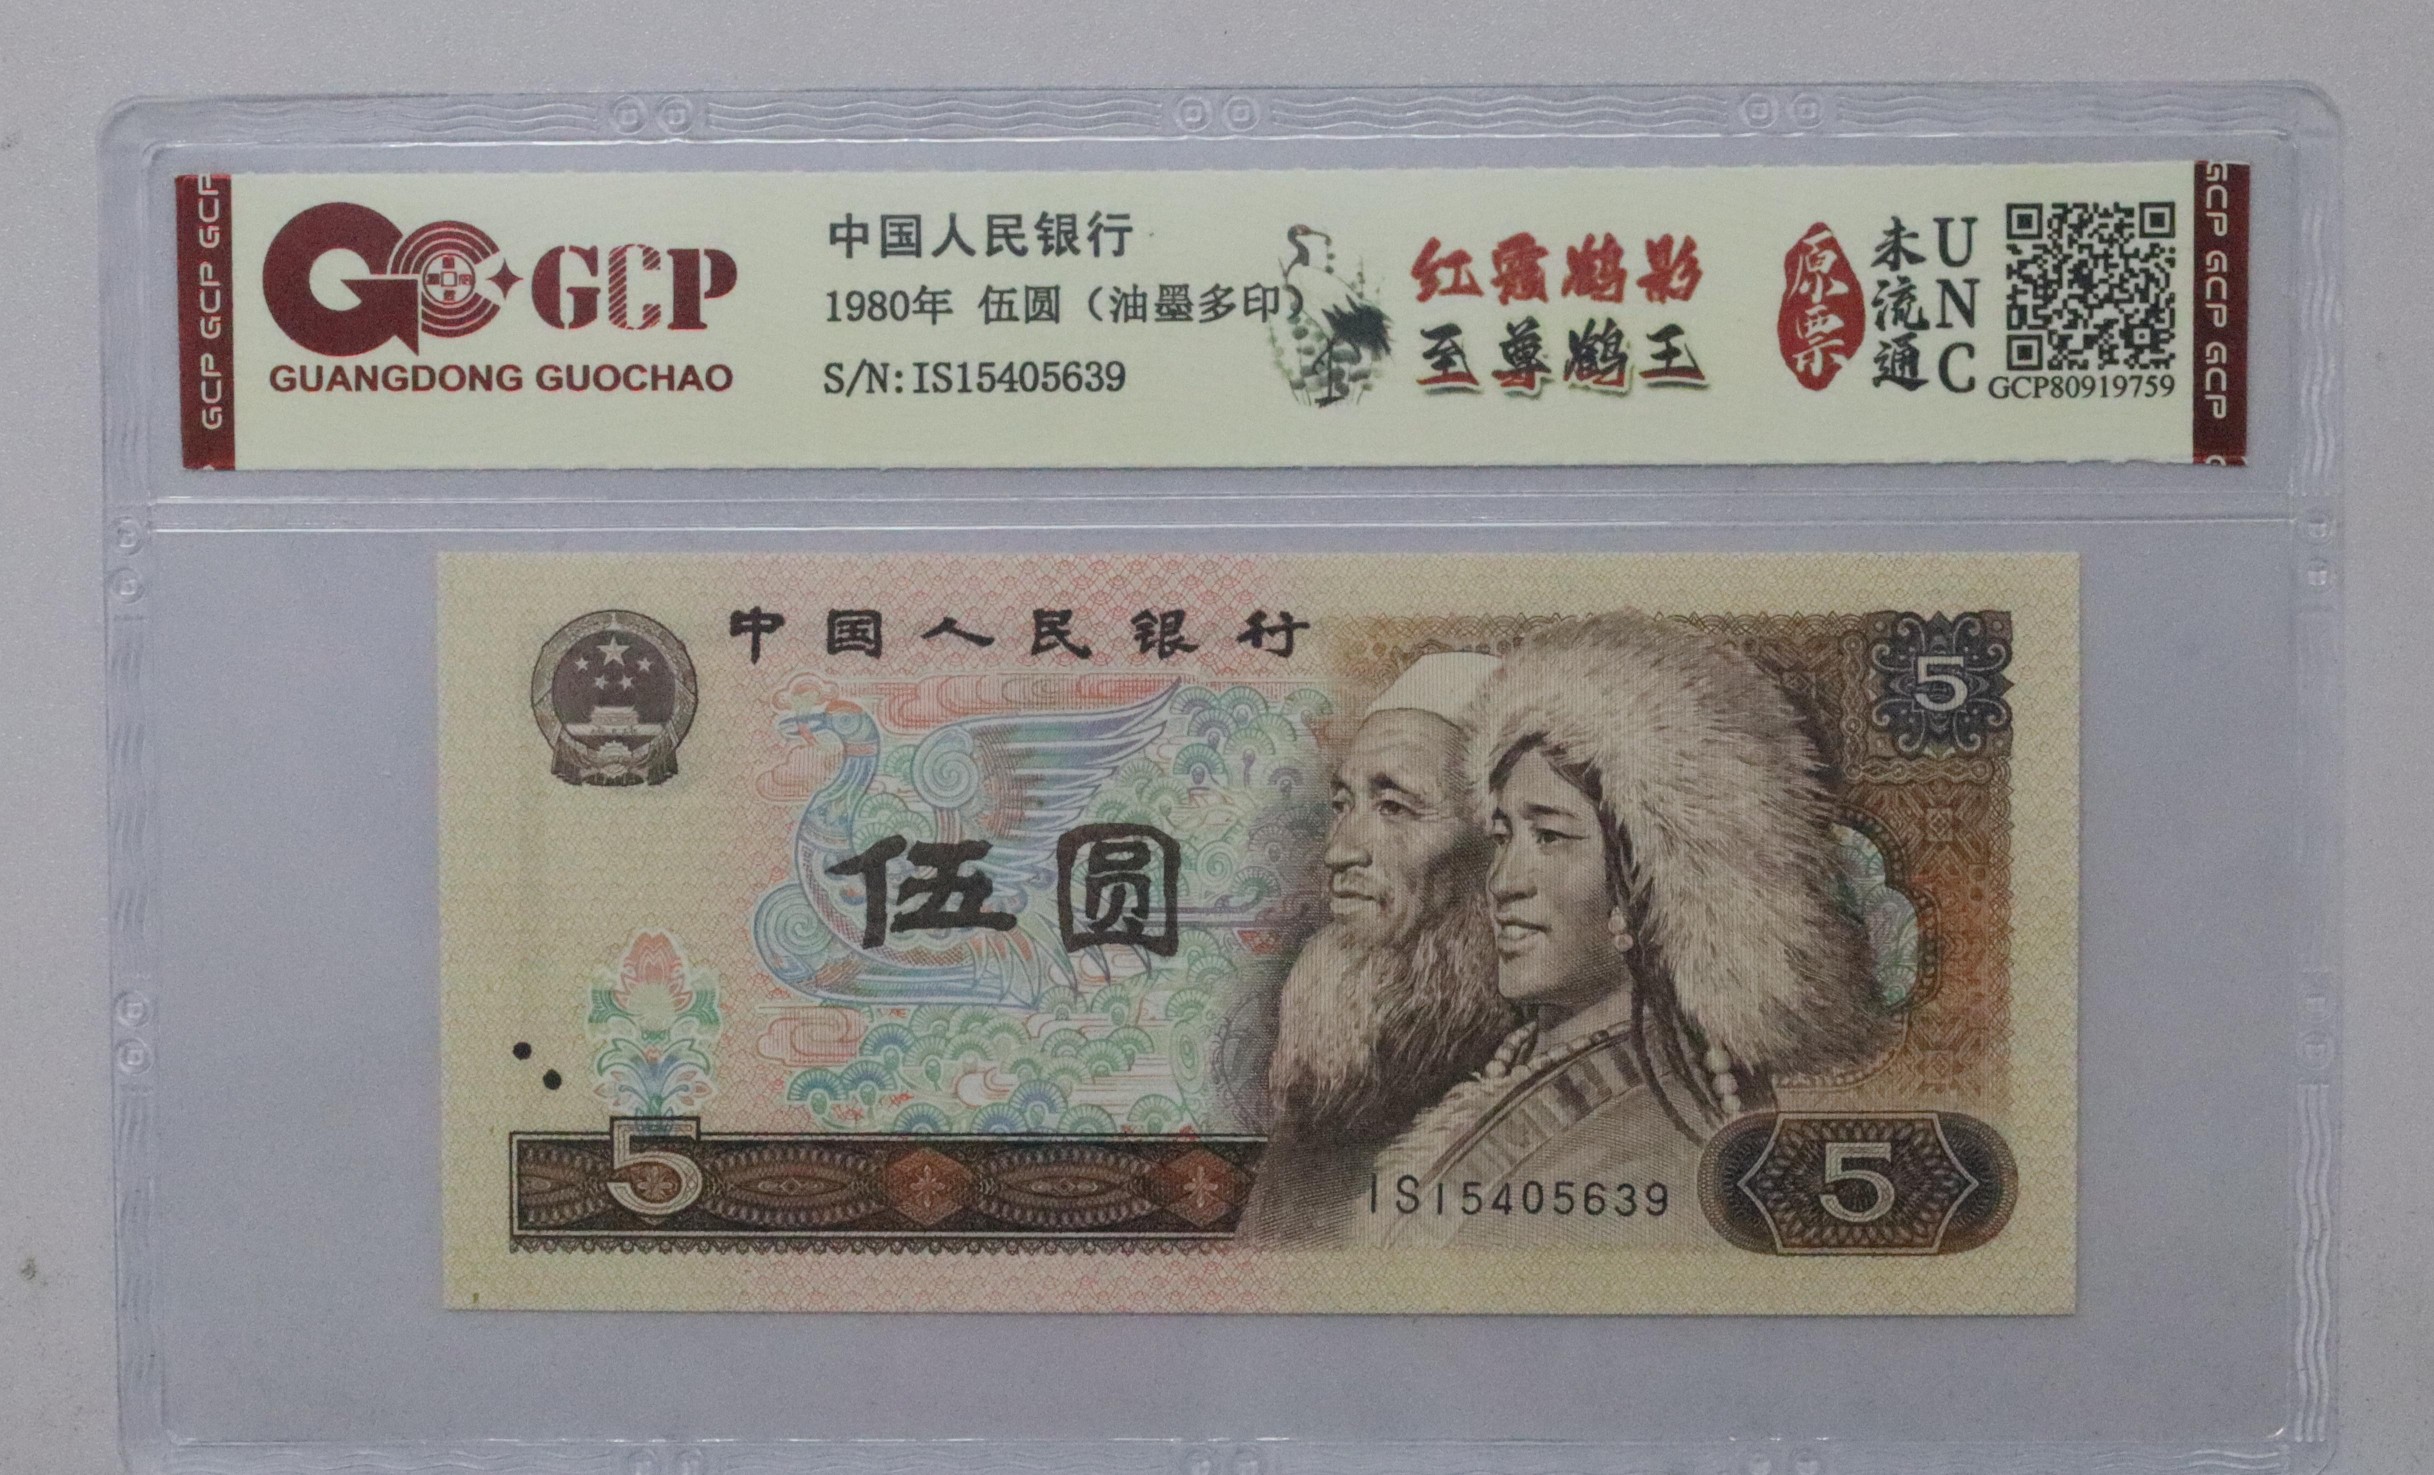 GCP GCP GCP
GCP
GUANGDONG GUOCHAO
中国人民银行
1980年 伍圆（油墨多印）
S/N:IS15405639
红霞鹤影
至尊鹤王
原票
未流通
UNC
GCP80919759
GCP GCP GCP
中国人民银行
5
伍圆
5
IS15405639
5